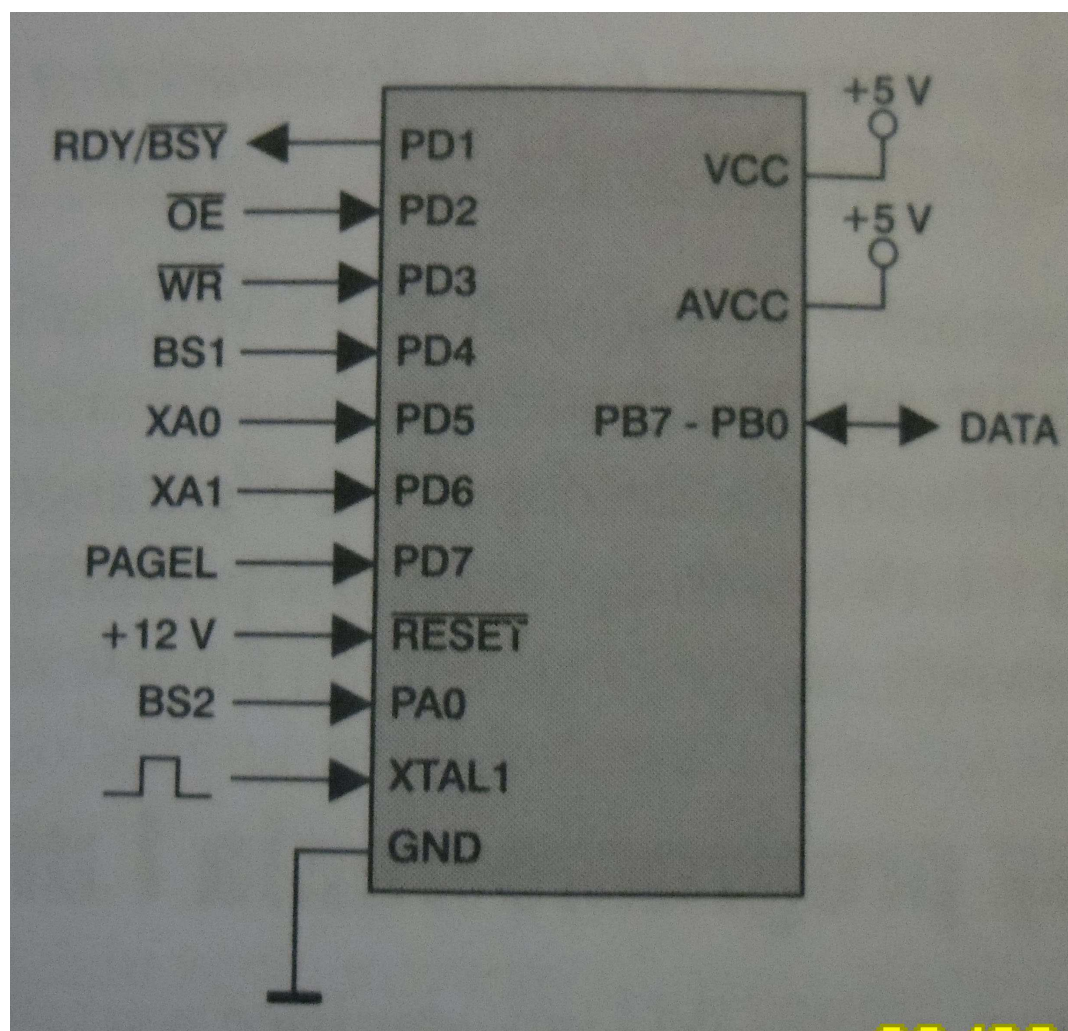 RDY/BSY PD1
OE PD2
WR PD3
BS1 PD4
XA0 PD5
XA1 PD6
PAGEL PD7
+12 V RESET
BS2 PA0
XTAL1
GND
+5 V
VCC
+5 V
AVCC
PB7 - PB0 DATA